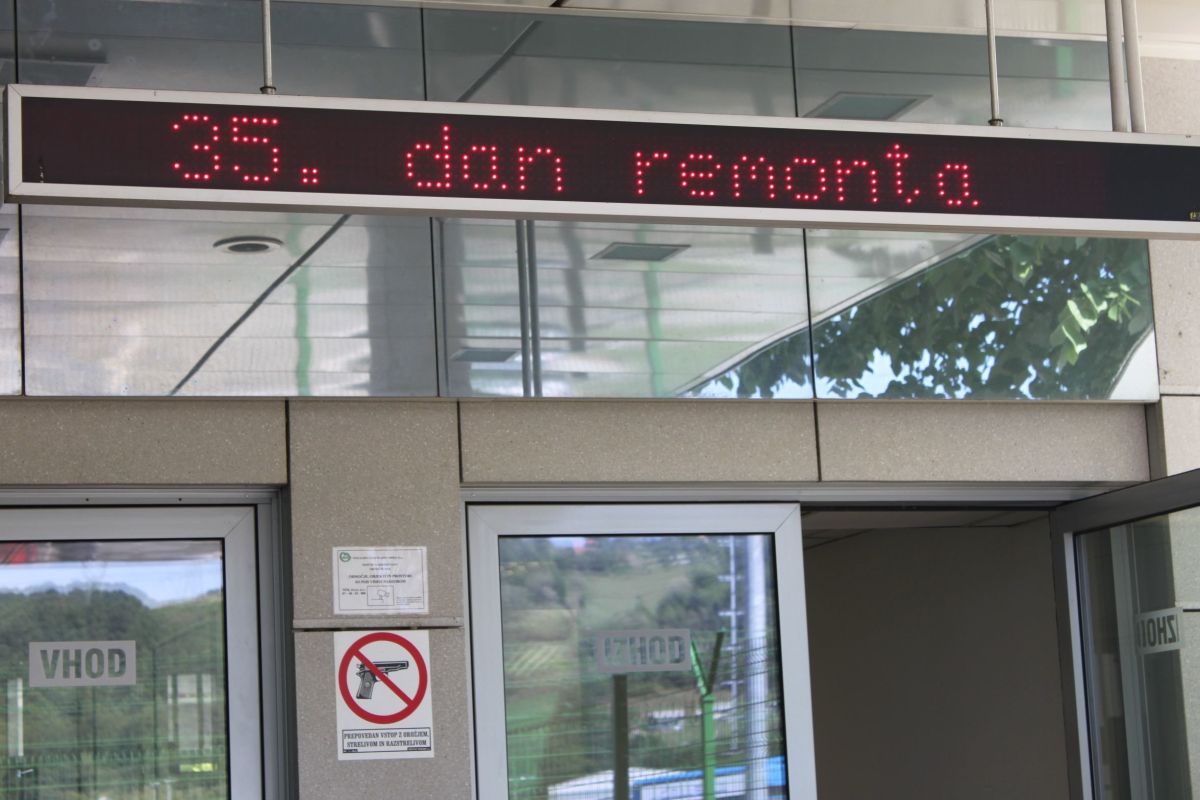 35. dan remonta
VHOD
IZHOD
IZHOD
PREPOVEDAN VSTOP Z OROŽJEM,
STRELIVOM IN RAZSTRELIVOM